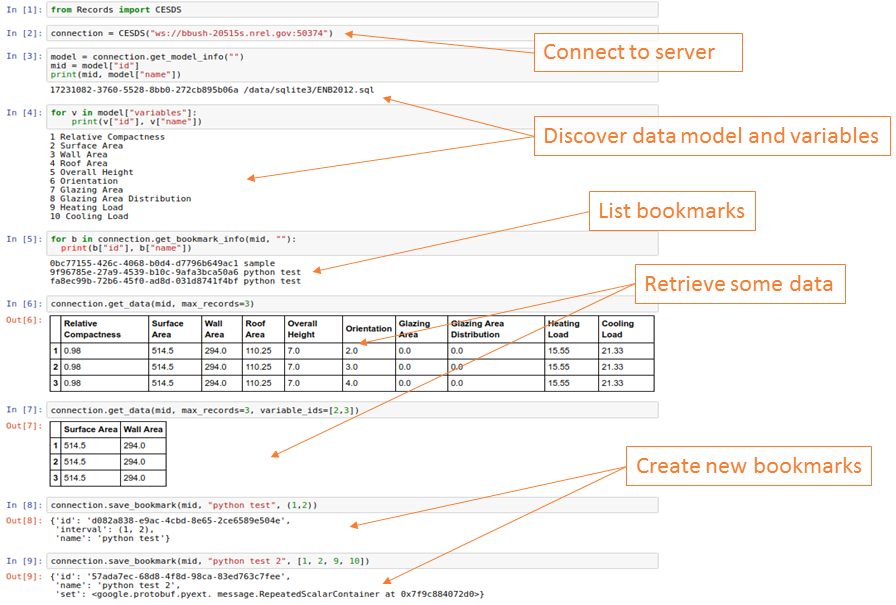 In [1]: from Records import CESDS
In [2]: connection = CESDS("ws://bbush-20515s.nrel.gov:50374")
Connect to server
In [3]: model = connection.get_model_info("")
mid = model["id"]
print(mid, model["name"])
17231082-3760-5528-8bb0-272cb895b06a /data/sqlite3/ENB2012.sql
In [4]: for v in model["variables"]:
print(v["id"], v["name"])
Discover data model and variables
1 Relative Compactness
2 Surface Area
3 Wall Area
4 Roof Area
5 Overall Height
6 Orientation
7 Glazing Area
8 Glazing Area Distribution
9 Heating Load
10 Cooling Load
List bookmarks
In [5]: for b in connection.get_bookmark_info(mid, ""):
print(b["id"], b["name"])
0bc77155-426c-4068-b0d4-d7796b649ac1 sample
9f96785e-27a9-4539-b10c-9afa3bca50a6 python test
fa8ec99b-72b6-45f0-ad8d-031d8741f4bf python test
Retrieve some data
In [6]: connection.get_data(mid, max_records=3)
Out[6]: Relative Compactness Surface Area Wall Area Roof Area Overall Height Orientation Glazing Area Glazing Area Distribution Heating Load Cooling Load
1 0.98 514.5 294.0 110.25 7.0 2.0 0.0 0.0 15.55 21.33
2 0.98 514.5 294.0 110.25 7.0 3.0 0.0 0.0 15.55 21.33
3 0.98 514.5 294.0 110.25 7.0 4.0 0.0 0.0 15.55 21.33
In [7]: connection.get_data(mid, max_records=3, variable_ids=[2,3])
Out[7]: Surface Area Wall Area
1 514.5 294.0
2 514.5 294.0
3 514.5 294.0
Create new bookmarks
In [8]: connection.save_bookmark(mid, "python test", (1,2))
Out[8]: {'id': 'd082a838-e9ac-4cbd-8e65-2ce6589e504e',
'interval': (1, 2),
'name': 'python test'}
In [9]: connection.save_bookmark(mid, "python test 2", [1, 2, 9, 10])
Out[9]: {'id': '57ada7ec-68d8-4f8d-98ca-83ed763c7fee',
'name': 'python test 2',
'set': <google.protobuf.pyext._message.RepeatedScalarContainer at 0x7f9c884072d0>}